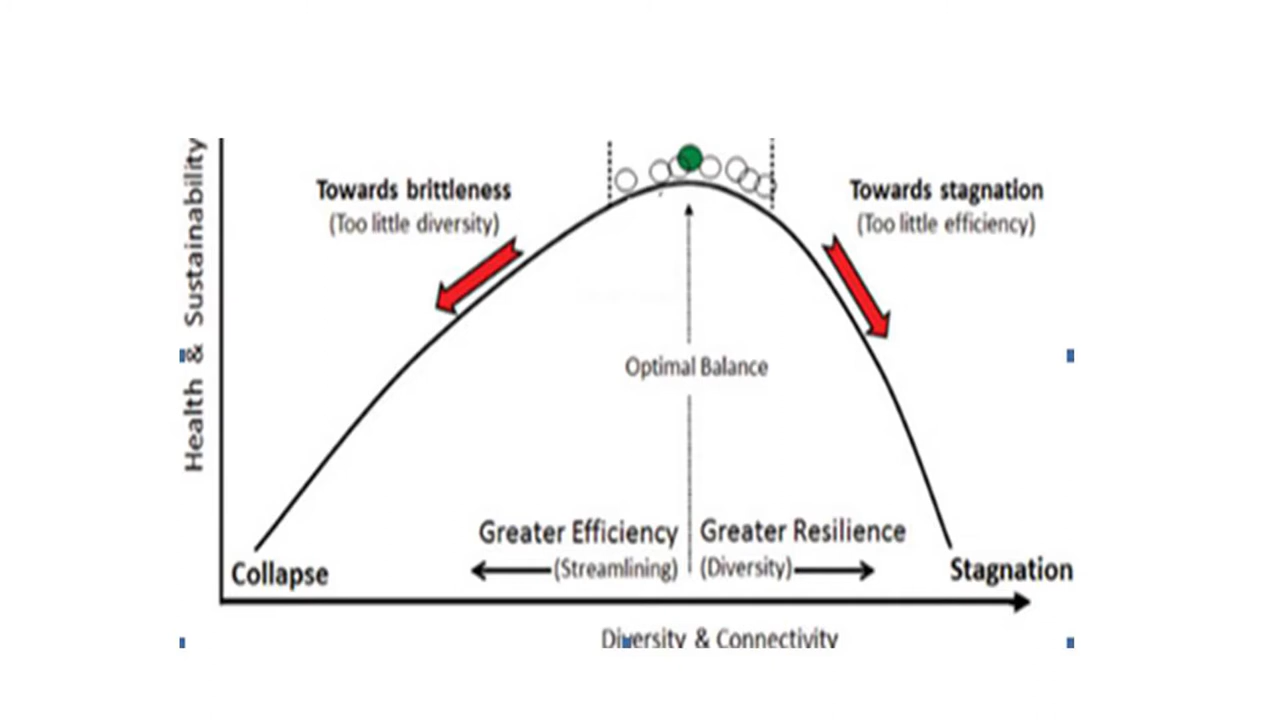 Health & Sustainability
Towards brittleness
(Too little diversity)
Towards stagnation
(Too little efficiency)
Optimal Balance
Greater Efficiency
(Streamlining)
Greater Resilience
(Diversity)
Collapse
Stagnation
Diversity & Connectivity